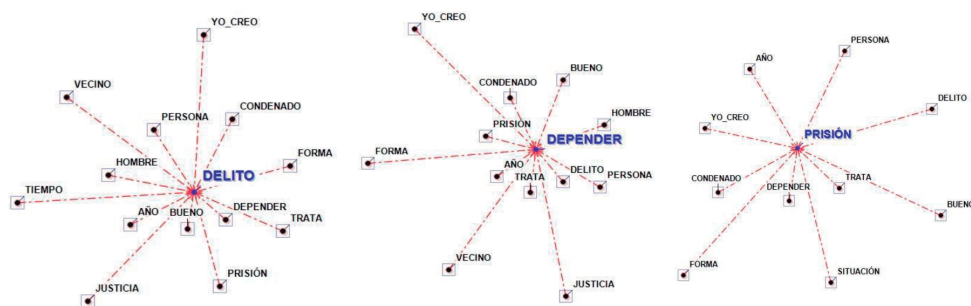 YO_CREO
VECINO
CONDENADO
PERSONA
HOMBRE
FORMA
DELITO
TIEMPO
AÑO
BUENO
DEPENDER
TRATA
PRISIÓN
JUSTICIA
YO_CREO
BUENO
CONDENADO
HOMBRE
PRISIÓN
DEPENDER
FORMA
AÑO
DELITO
PERSONA
TRATA
VECINO
JUSTICIA
PERSONA
AÑO
DELITO
YO_CREO
PRISIÓN
CONDENADO
TRATA
DEPENDER
BUENO
FORMA
SITUACIÓN